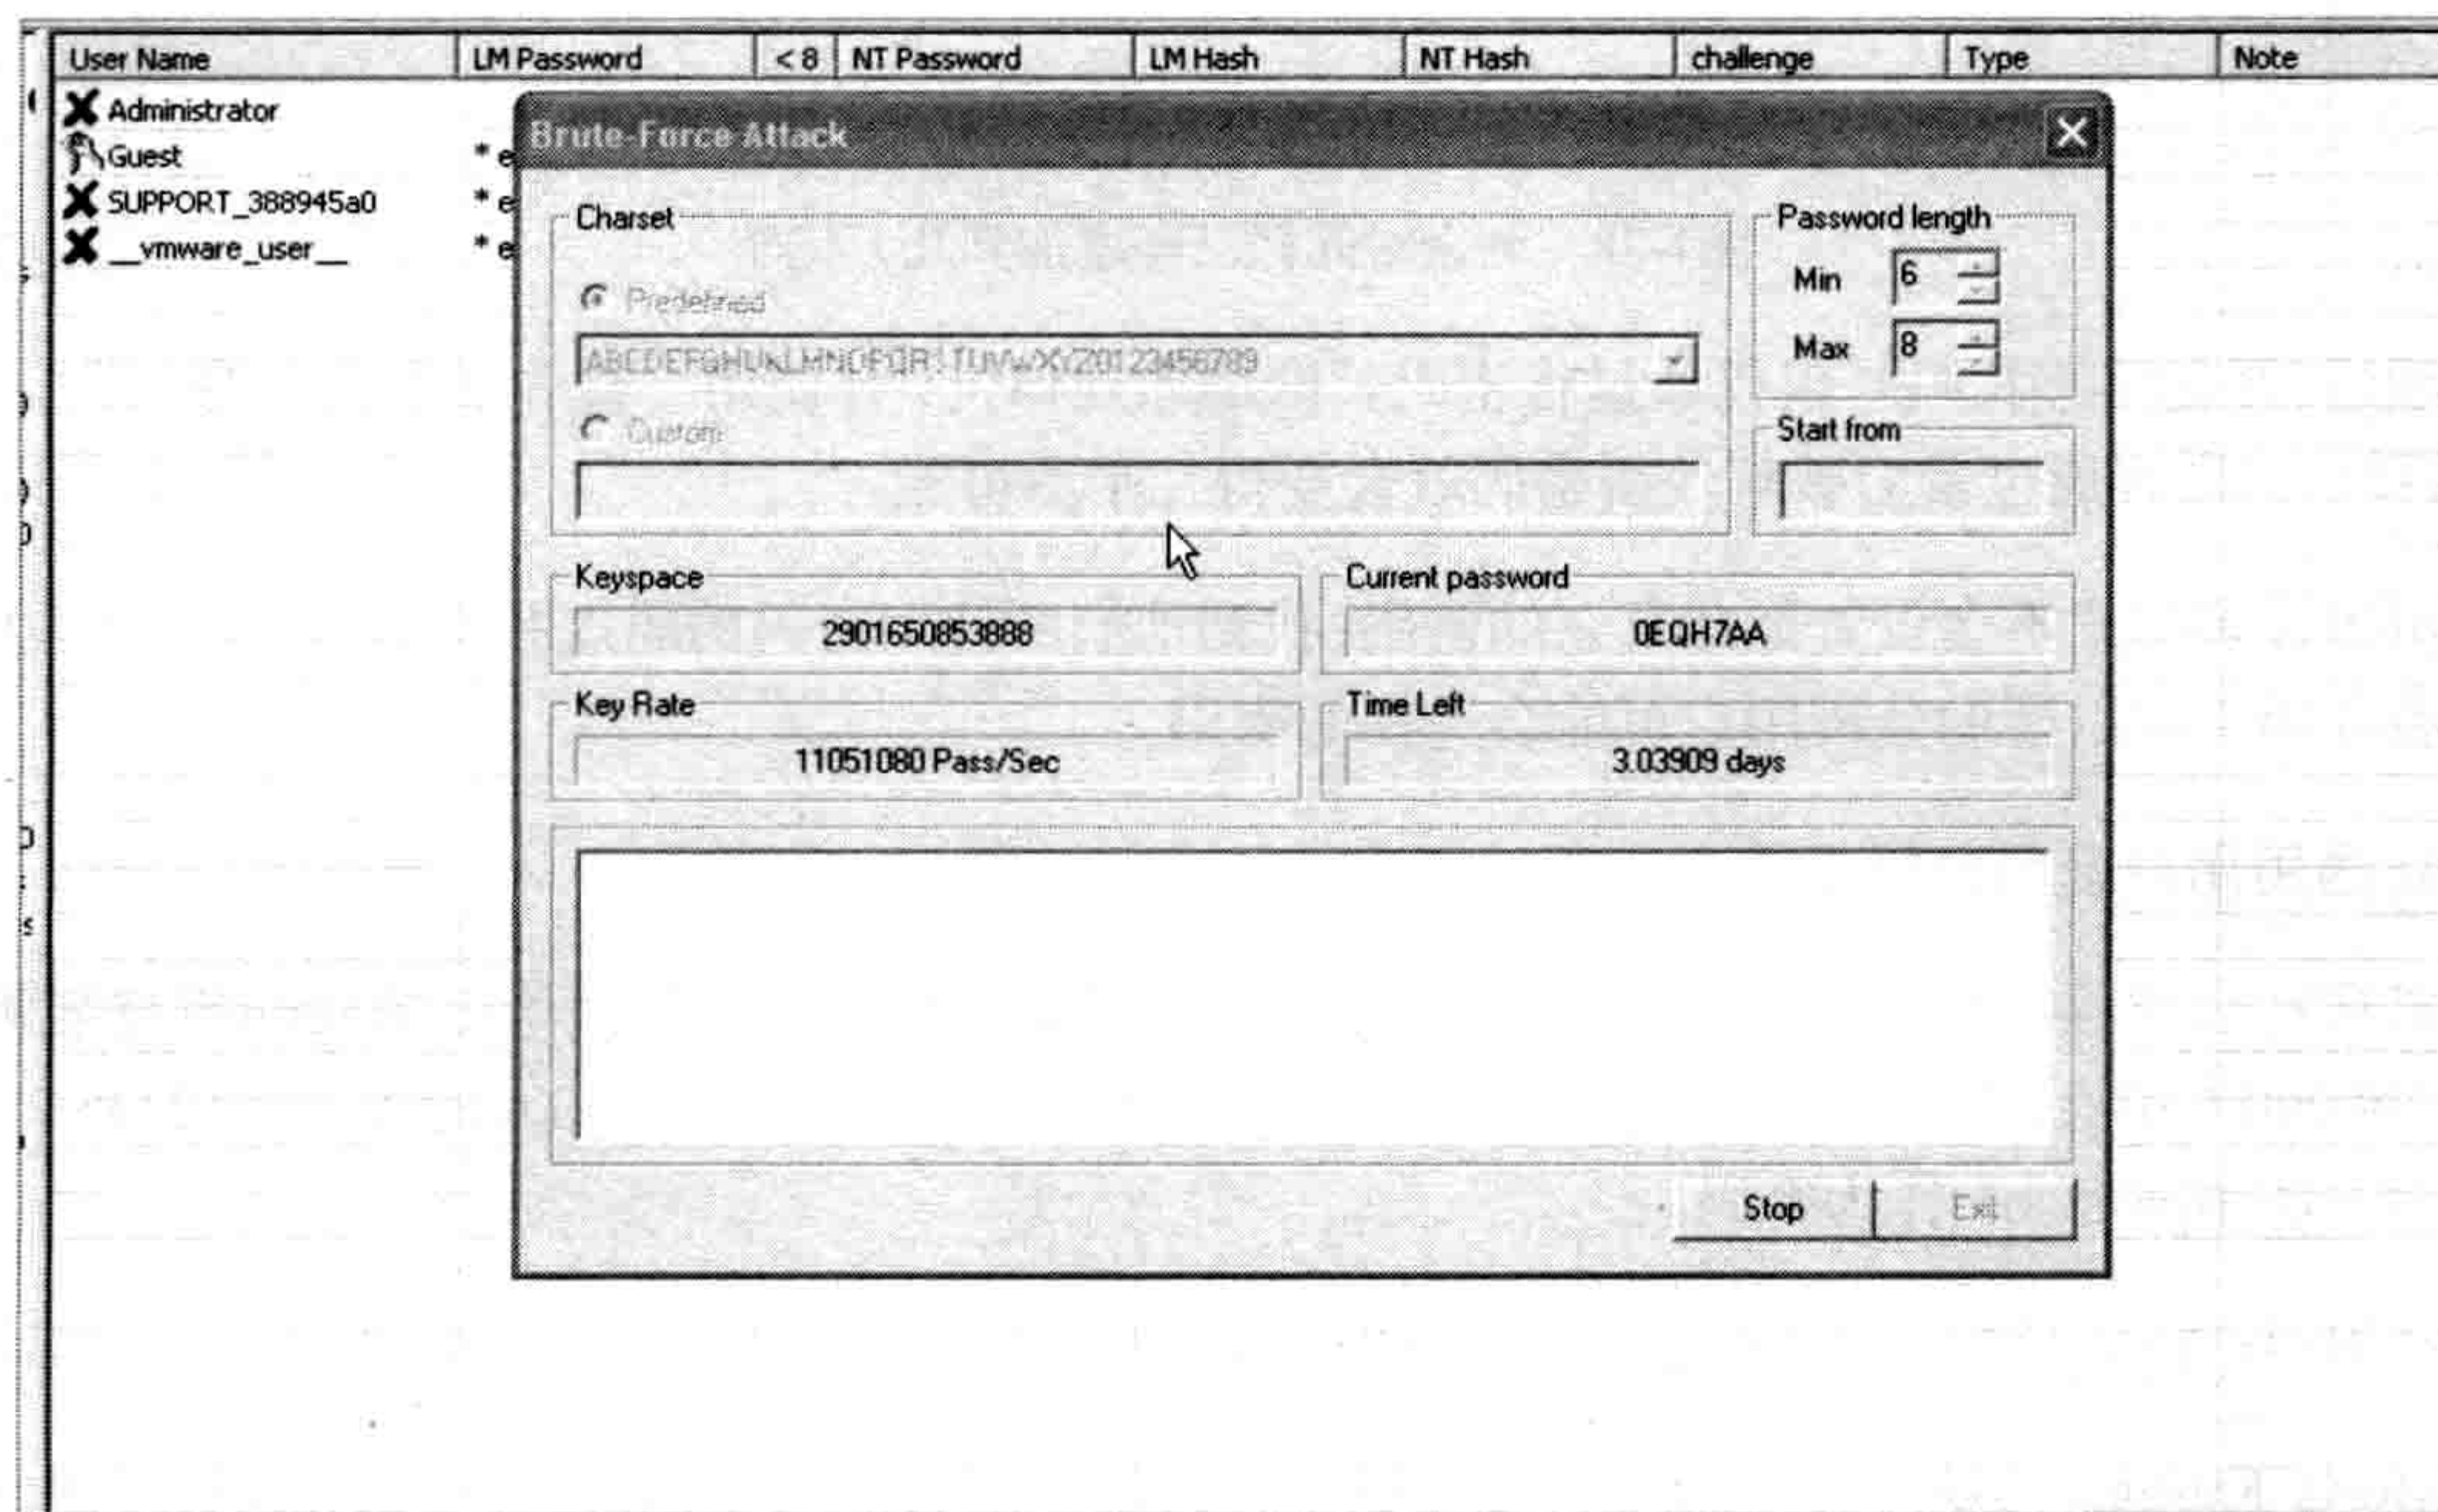 User Name LM Password < 8 NT Password LM Hash NT Hash challenge Type Note
Administrator
Guest * e
SUPPORT_388945a0 * e
__vmware_user__ * e
Brute-Force Attack
Charset
Predefined
ABCDEFGHIJKLMNOPQRSTUVWXYZ0123456789
Custom
Password length
Min 6
Max 8
Start from
Keyspace
2901650853888
Current password
0EQH7AA
Key Rate
11051080 Pass/Sec
Time Left
3.03909 days
Stop Exit